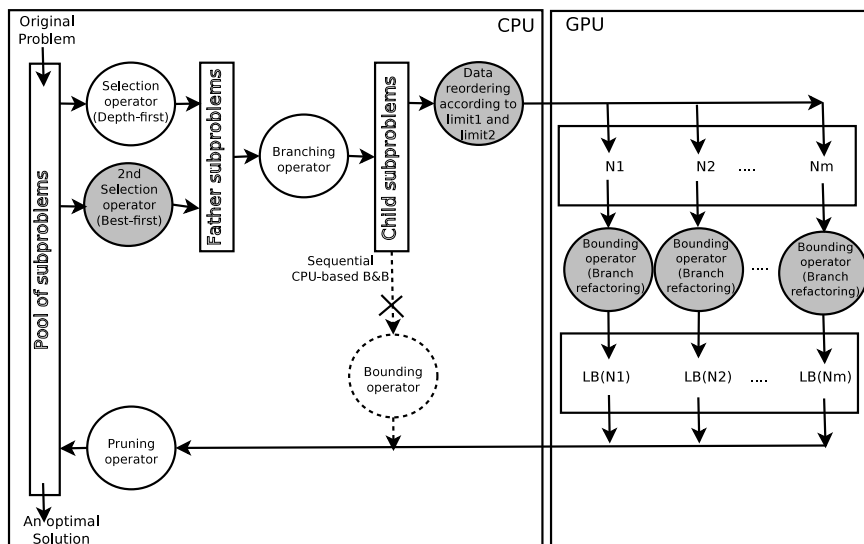 Original
Problem
CPU
GPU
Pool of subproblems
Selection
operator
(Depth-first)
2nd
Selection
operator
(Best-first)
Father subproblems
Branching
operator
Child subproblems
Data
reordering
according to
limit1 and
limit2
N1
N2
....
Nm
Bounding
operator
(Branch
refactoring)
Bounding
operator
(Branch
refactoring)
....
Bounding
operator
(Branch
refactoring)
Sequential
CPU-based B&B
Bounding
operator
LB(N1)
LB(N2)
....
LB(Nm)
Pruning
operator
An optimal
Solution